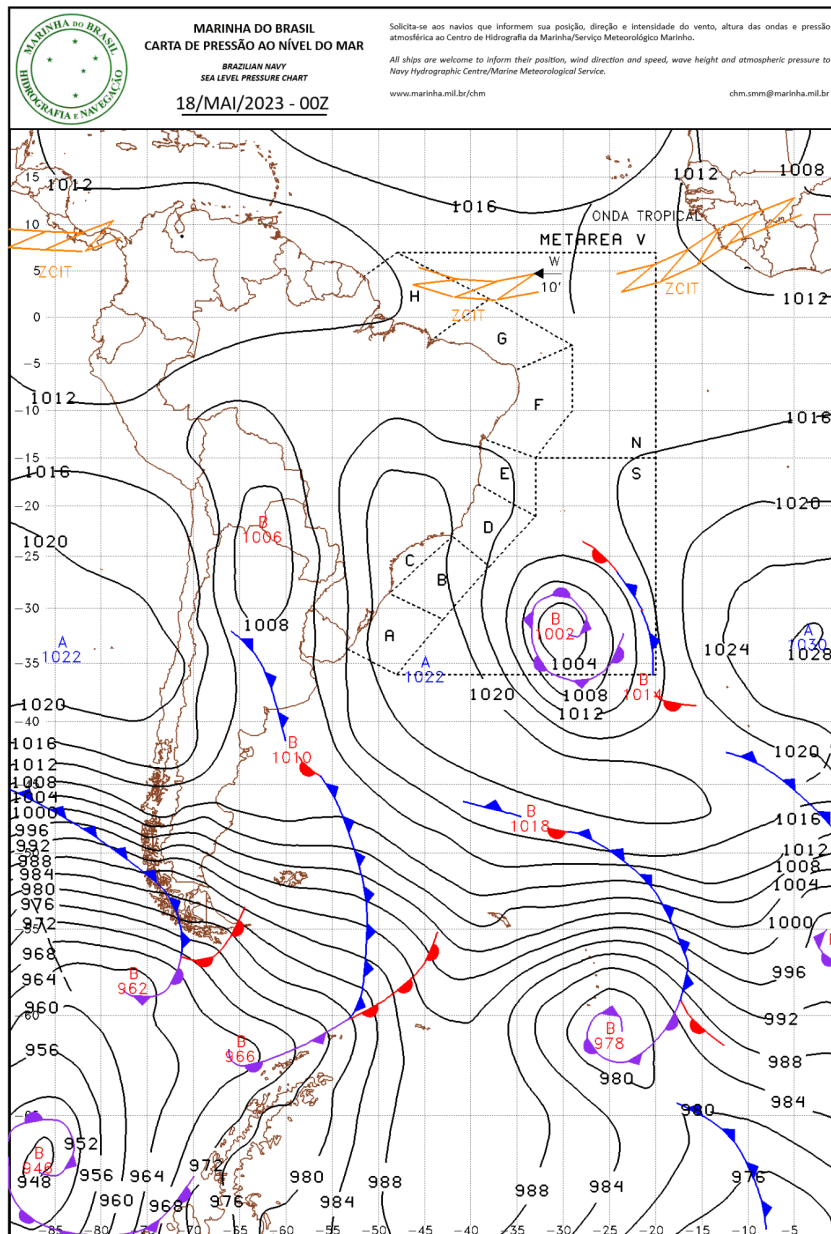 MARINHA DO BRASIL
HIDROGRAFIA E NAVEGAÇÃO
MARINHA DO BRASIL
CARTA DE PRESSÃO AO NÍVEL DO MAR
BRAZILIAN NAVY
SEA LEVEL PRESSURE CHART
18/MAI/2023 - 00Z
Solicita-se aos navios que informem sua posição, direção e intensidade do vento, altura das ondas e pressão
atmosférica ao Centro de Hidrografia da Marinha/Serviço Meteorológico Marinho.
All ships are welcome to inform their position, wind direction and speed, wave height and atmospheric pressure to
Navy Hydrographic Centre/Marine Meteorological Service.
www.marinha.mil.br/chm
chm.smm@marinha.mil.br
1012 1008
15
1012
1016
ONDA TROPICAL
10
METAREA V
5
ZCIT
W
10'
H
ZCIT
ZCIT
1012
0
G
-5
1012
F
-10
1016
N
-15
1016
E
S
-20
1020
B
1006
D
1020
-25
C
B
-30
1008
B
1002
A
A
1022
A
1030
1024
1028
-35
A
1022
1004
1020
1008
B
1014
1012
1020
-40
1016
B
1010
1020
1012
1008
1004
1000
B
1018
1016
996
1012
992
988
1008
984
1004
980
976
972
1000
968
964
B
962
996
960
992
B
966
B
978
956
988
980
984
980
952
B
946
948
956
964
972
980
988
976
960
968
976
984
988
984
-85 -80 -75 -70 -65 -60 -55 -50 -45 -40 -35 -30 -25 -20 -15 -10 -5